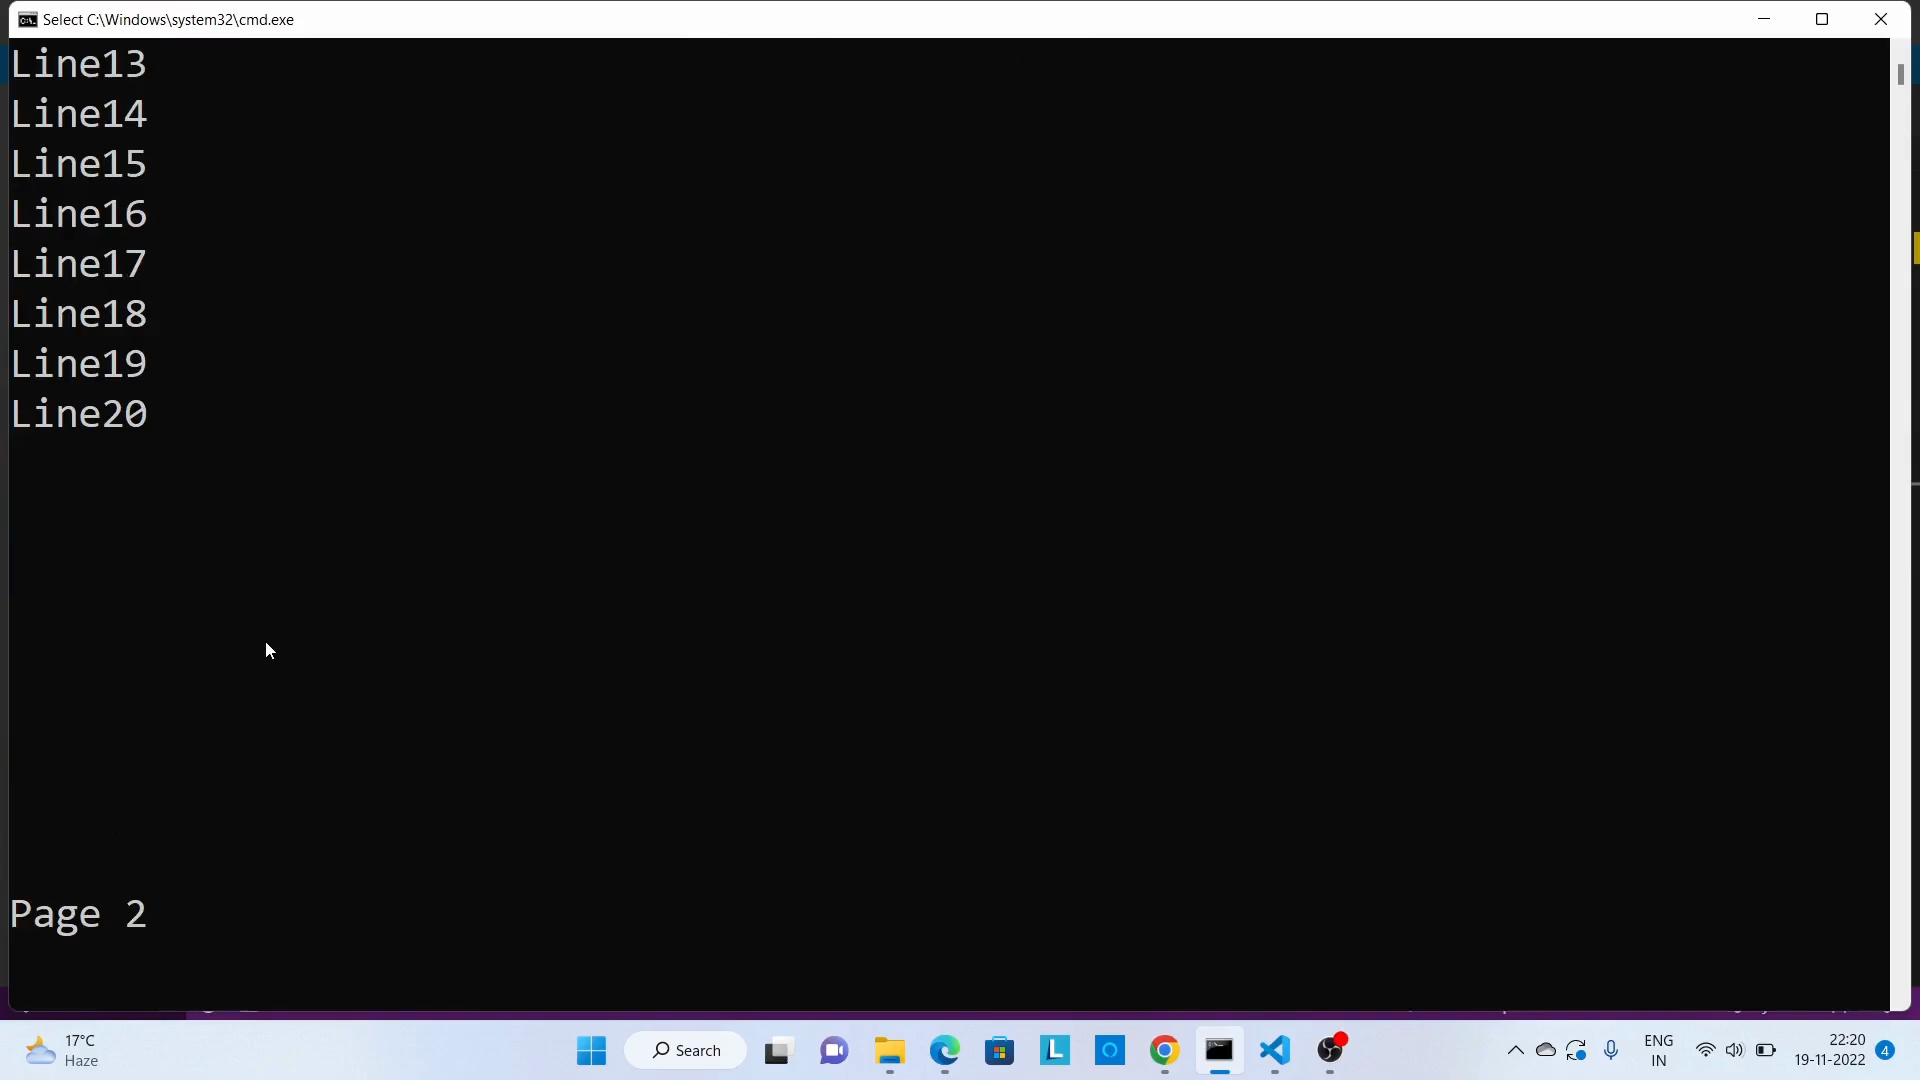 Select C:\Windows\system32\cmd.exe
Line13
Line14
Line15
Line16
Line17
Line18
Line19
Line20
Page 2
17°C
Haze
Search
ENG
IN
22:20
19-11-2022
4